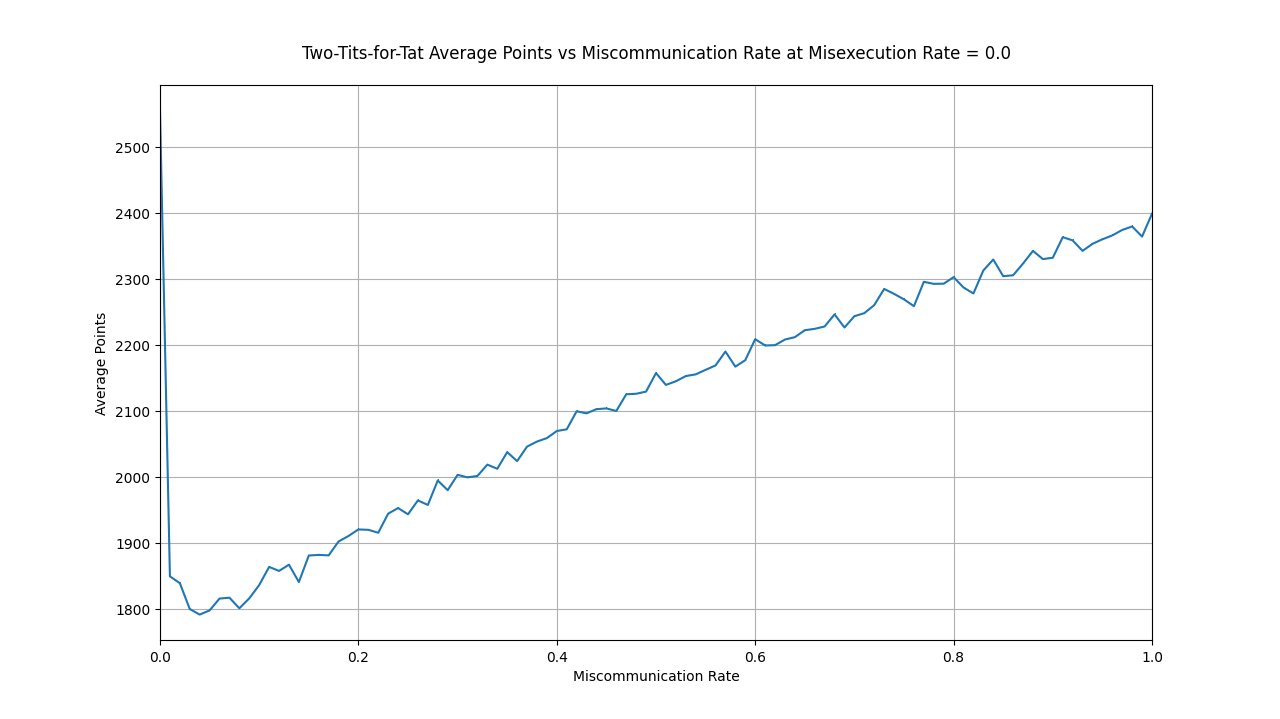 Two-Tits-for-Tat Average Points vs Miscommunication Rate at Misexecution Rate = 0.0
2500
2400
2300
2200
2100
2000
1900
1800
Average Points
0.0 0.2 0.4 0.6 0.8 1.0
Miscommunication Rate